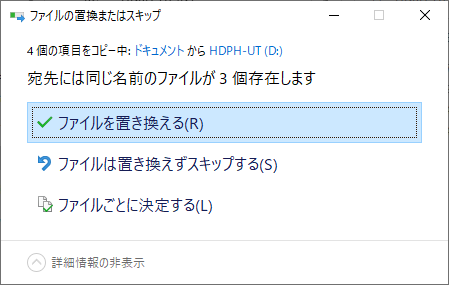 ファイルの置換またはスキップ
4 個の項目をコピー中: ドキュメント から HDPH-UT (D:)
宛先には同じ名前のファイルが 3 個存在します
ファイルを置き換える(R)
ファイルは置き換えずスキップする(S)
ファイルごとに決定する(L)
詳細情報の非表示